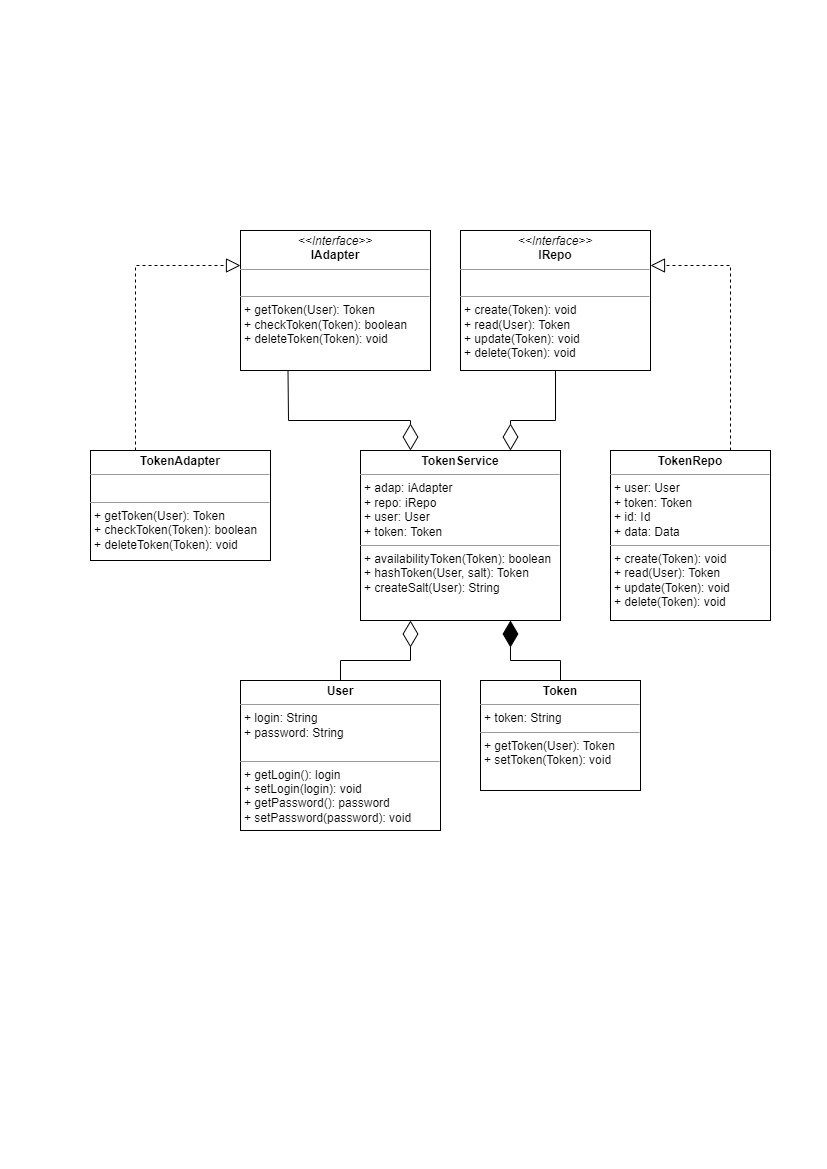 <<Interface>>
IAdapter
+ getToken(User): Token
+ checkToken(Token): boolean
+ deleteToken(Token): void
<<Interface>>
IRepo
+ create(Token): void
+ read(User): Token
+ update(Token): void
+ delete(Token): void
TokenAdapter
+ getToken(User): Token
+ checkToken(Token): boolean
+ deleteToken(Token): void
TokenService
+ adap: iAdapter
+ repo: iRepo
+ user: User
+ token: Token
+ availabilityToken(Token): boolean
+ hashToken(User, salt): Token
+ createSalt(User): String
TokenRepo
+ user: User
+ token: Token
+ id: Id
+ data: Data
+ create(Token): void
+ read(User): Token
+ update(Token): void
+ delete(Token): void
User
+ login: String
+ password: String
+ getLogin(): login
+ setLogin(login): void
+ getPassword(): password
+ setPassword(password): void
Token
+ token: String
+ getToken(User): Token
+ setToken(Token): void